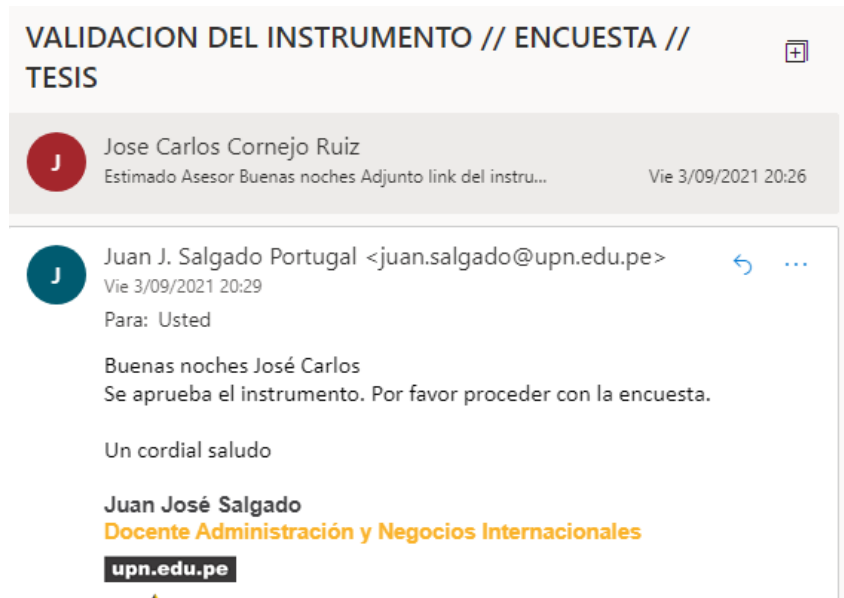 VALIDACION DEL INSTRUMENTO // ENCUESTA //
TESIS
J
Jose Carlos Cornejo Ruiz
Estimado Asesor Buenas noches Adjunto link del instru...
Vie 3/09/2021 20:26
J
Juan J. Salgado Portugal <juan.salgado@upn.edu.pe>
Vie 3/09/2021 20:29
Para: Usted
Buenas noches José Carlos
Se aprueba el instrumento. Por favor proceder con la encuesta.
Un cordial saludo
Juan José Salgado
Docente Administración y Negocios Internacionales
upn.edu.pe